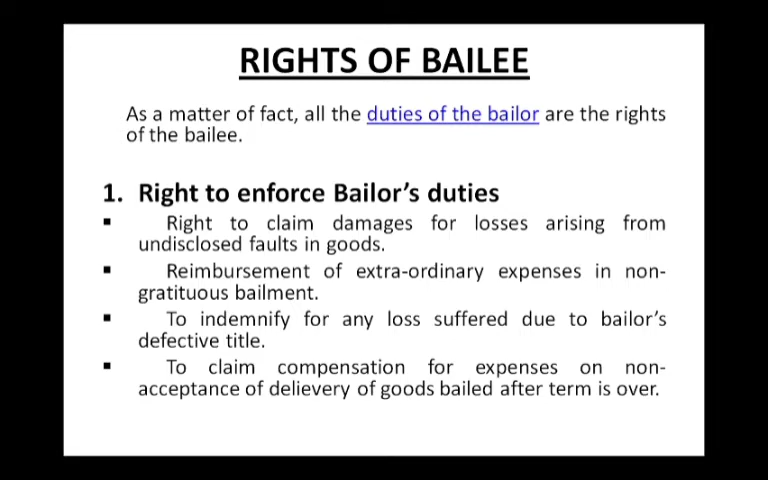 RIGHTS OF BAILEE
As a matter of fact, all the duties of the bailor are the rights
of the bailee.
1. Right to enforce Bailor's duties
▪ Right to claim damages for losses arising from
undisclosed faults in goods.
▪ Reimbursement of extra-ordinary expenses in non-
gratituous bailment.
▪ To indemnify for any loss suffered due to bailor's
defective title.
▪ To claim compensation for expenses on non-
acceptance of delievery of goods bailed after term is over.